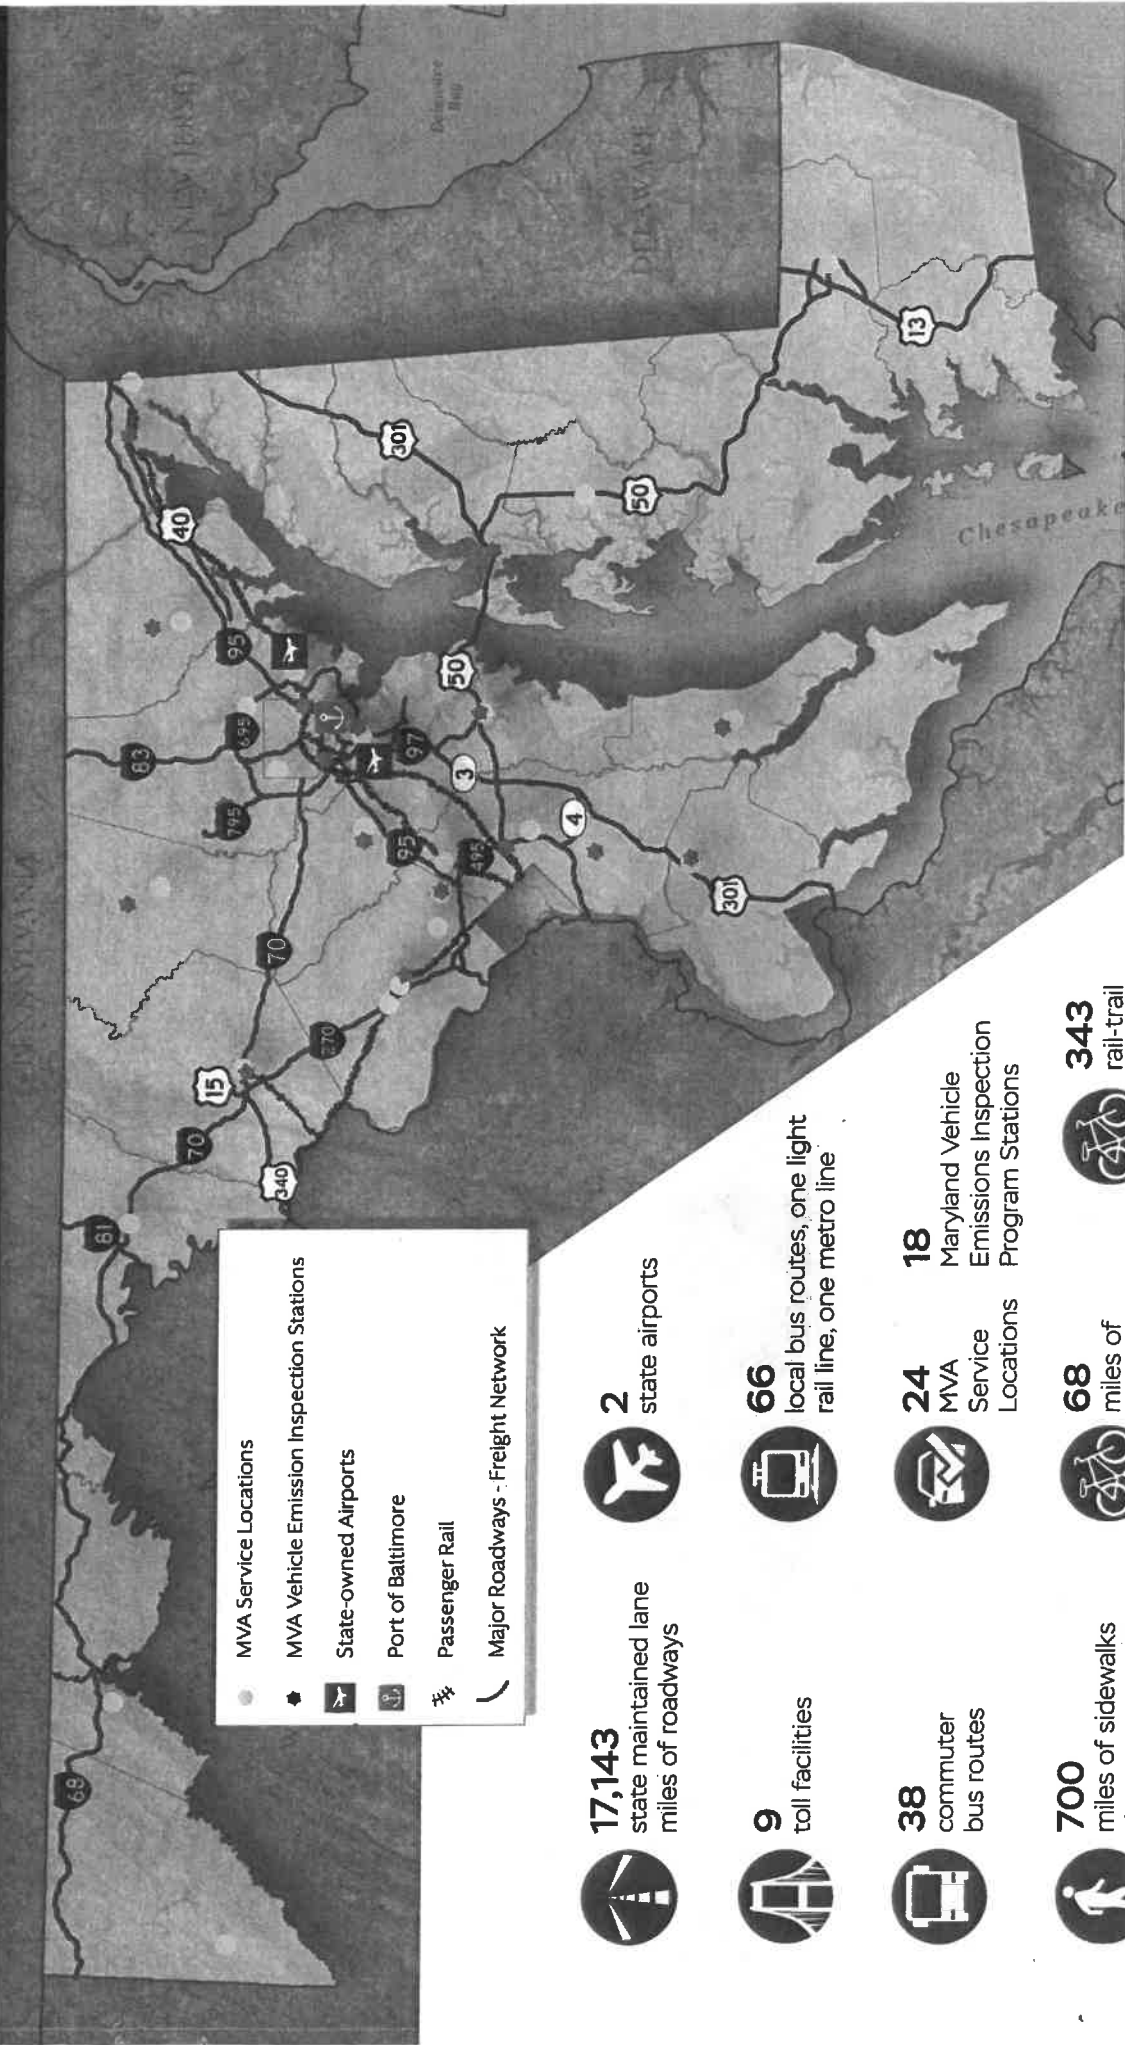 PENNSYLVANIA
NEW JERSEY
Delaware
Bay
DELAWARE
Chesapeake
68
81
70
15
340
270
70
795
83
695
95
40
301
97
3
50
95
495
4
301
50
13
MVA Service Locations
MVA Vehicle Emission Inspection Stations
State-owned Airports
Port of Baltimore
Passenger Rail
Major Roadways - Freight Network
17,143
state maintained lane
miles of roadways
2
state airports
9
toll facilities
66
local bus routes, one light
rail line, one metro line
38
commuter
bus routes
24
MVA
Service
Locations
18
Maryland Vehicle
Emissions Inspection
Program Stations
700
miles of sidewalks
68
miles of
343
rail-trail